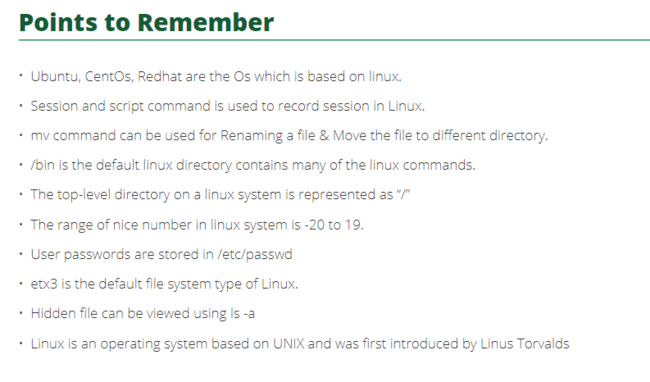 Points to Remember
• Ubuntu, CentOs, Redhat are the Os which is based on linux.
• Session and script command is used to record session in Linux.
• mv command can be used for Renaming a file & Move the file to different directory.
• /bin is the default linux directory contains many of the linux commands.
• The top-level directory on a linux system is represented as “/”
• The range of nice number in linux system is -20 to 19.
• User passwords are stored in /etc/passwd
• etx3 is the default file system type of Linux.
• Hidden file can be viewed using ls -a
• Linux is an operating system based on UNIX and was first introduced by Linus Torvalds